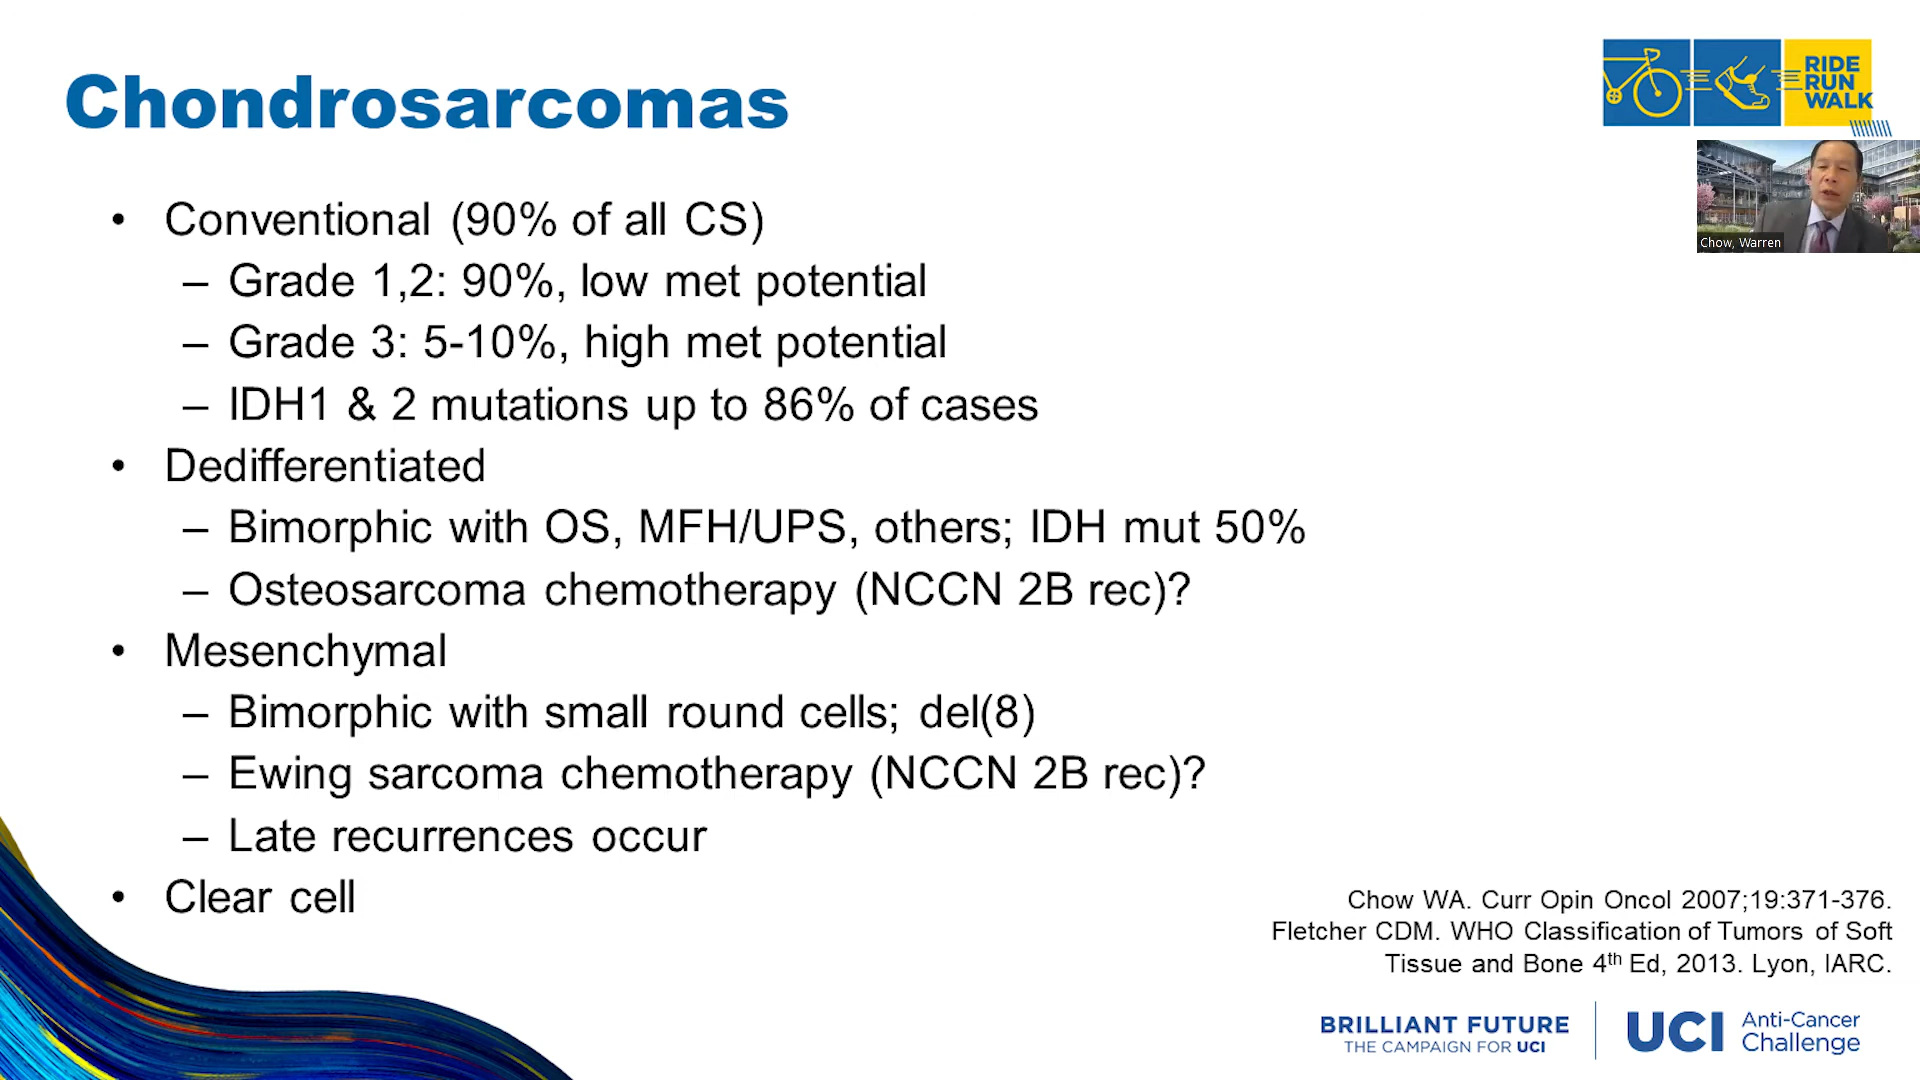 Chondrosarcomas
RIDE
RUN
WALK
Chow, Warren
• Conventional (90% of all CS)
– Grade 1,2: 90%, low met potential
– Grade 3: 5-10%, high met potential
– IDH1 & 2 mutations up to 86% of cases
• Dedifferentiated
– Bimorphic with OS, MFH/UPS, others; IDH mut 50%
– Osteosarcoma chemotherapy (NCCN 2B rec)?
• Mesenchymal
– Bimorphic with small round cells; del(8)
– Ewing sarcoma chemotherapy (NCCN 2B rec)?
– Late recurrences occur
• Clear cell
Chow WA. Curr Opin Oncol 2007;19:371-376.
Fletcher CDM. WHO Classification of Tumors of Soft
Tissue and Bone 4th Ed, 2013. Lyon, IARC.
BRILLIANT FUTURE
THE CAMPAIGN FOR UCI
UCI Anti-Cancer
Challenge